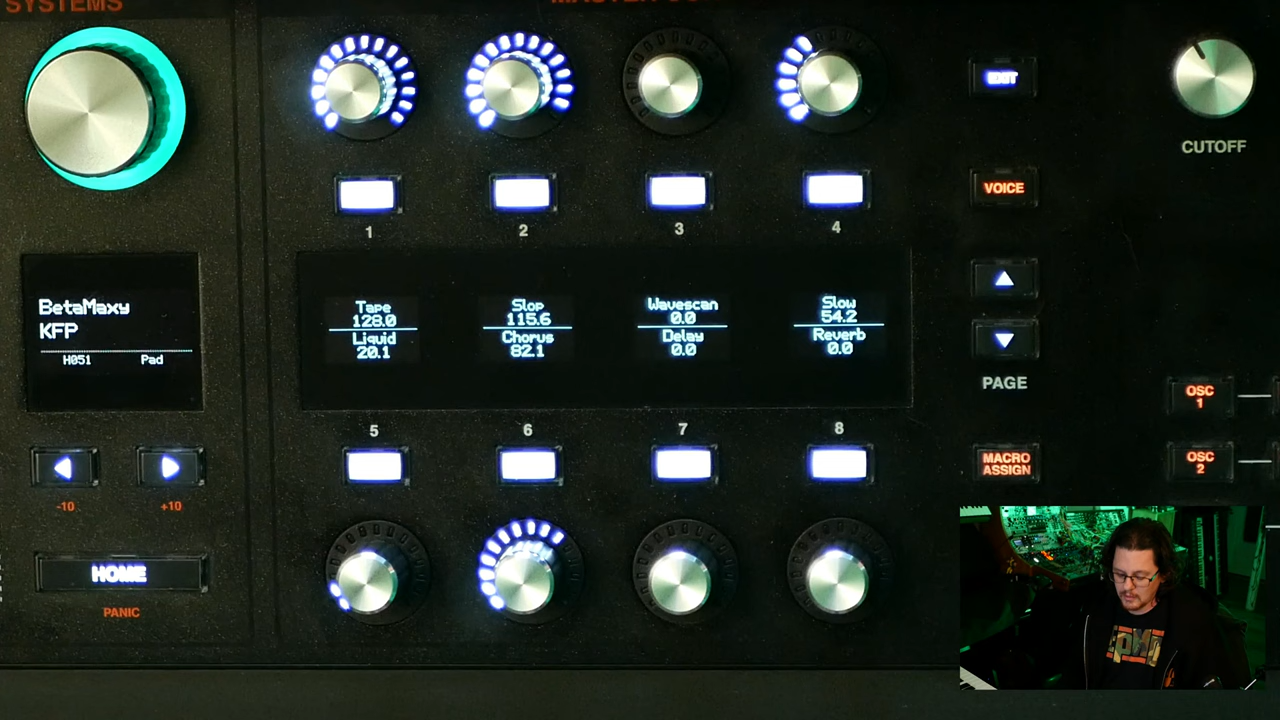 SYSTEMS
EXIT
CUTOFF
VOICE
1
2
3
4
BetaMaxy
KFP
H051 Pad
Tape
128.0
Liquid
20.1
Slop
115.6
Chorus
82.1
Wavescan
0.0
Delay
0.0
Slow
54.2
Reverb
0.0
PAGE
OSC
1
5
6
7
8
MACRO
ASSIGN
OSC
2
-10
+10
HOME
PANIC